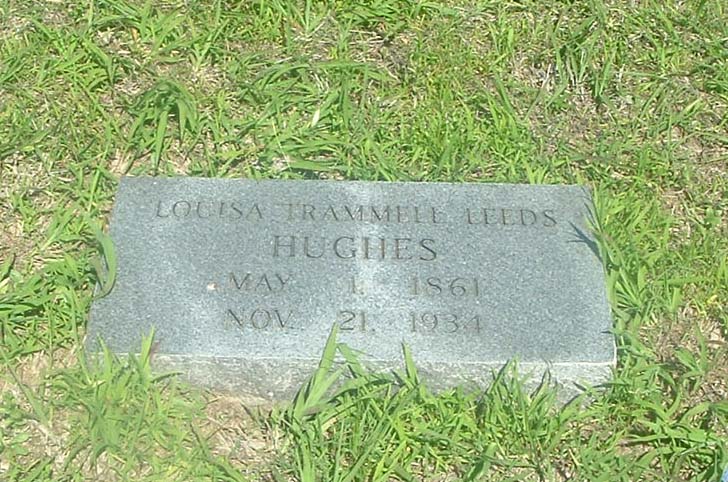 LOUISA TRAMMELL LEEDS
HUGHES
MAY 1, 1861
NOV. 21, 1934